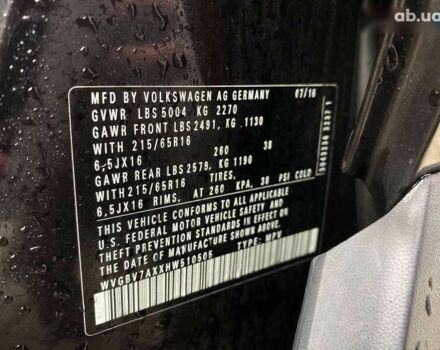 ab.ua
MFD BY VOLKSWAGEN AG GERMANY 07/16
GVWR LBS 5004 KG 2270
GAWR FRONT LBS 2491, KG .1130
WITH 215/65R16
6,5JX16 260 38
GAWR REAR LBS 2579, KG 1190
WITH 215/65R16 TIRES,
6,5JX16 RIMS, AT 260 KPA, 38 PSI COLD
THIS VEHICLE CONFORMS TO ALL APPLICABLE
U.S. FEDERAL MOTOR VEHICLE SAFETY AND
THEFT PREVENTION STANDARDS IN EFFECT ON
THE DATE OF MANUFACTURE SHOWN ABOVE.
WVGBV7AXXHW510505 TYPE: MPV